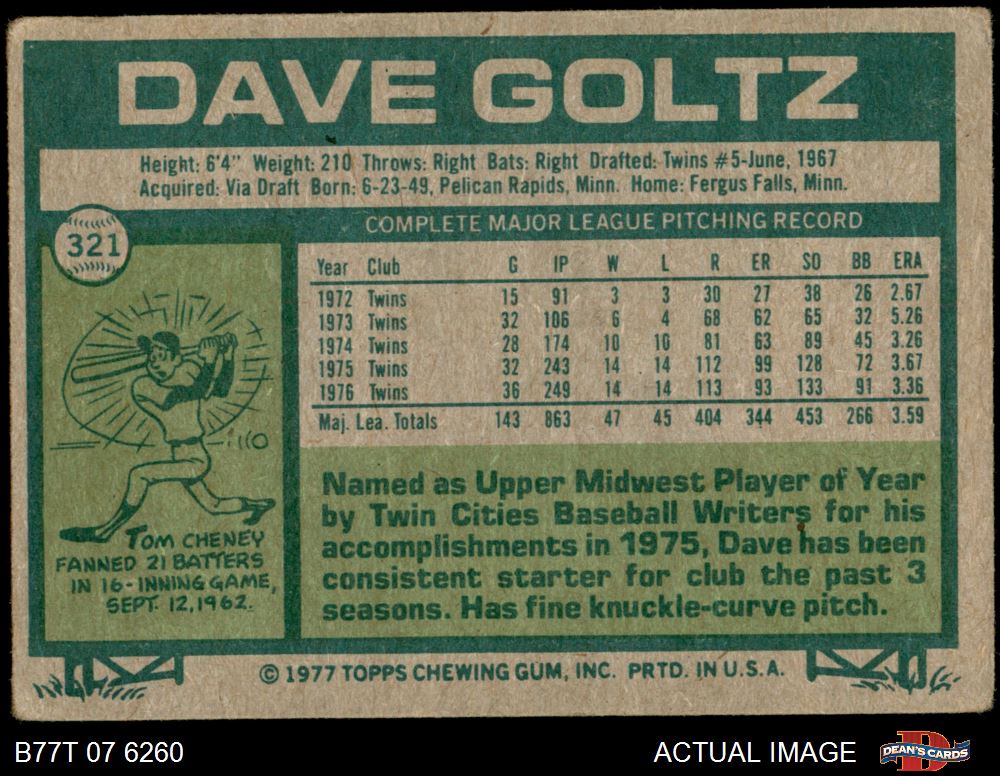 DAVE GOLTZ
Height: 6'4" Weight: 210 Throws: Right Bats: Right Drafted: Twins #5-June, 1967
Acquired: Via Draft Born: 6-23-49, Pelican Rapids, Minn. Home: Fergus Falls, Minn.
321
COMPLETE MAJOR LEAGUE PITCHING RECORD
Year Club G IP W L R ER SO BB ERA
1972 Twins 15 91 3 3 30 27 38 26 2.67
1973 Twins 32 106 6 4 68 62 65 32 5.26
1974 Twins 28 174 10 10 81 63 89 45 3.26
1975 Twins 32 243 14 14 112 99 128 72 3.67
1976 Twins 36 249 14 14 113 93 133 91 3.36
Maj. Lea. Totals 143 863 47 45 404 344 453 266 3.59
TOM CHENEY
FANNED 21 BATTERS
IN 16-INNING GAME,
SEPT. 12, 1962.
Named as Upper Midwest Player of Year
by Twin Cities Baseball Writers for his
accomplishments in 1975, Dave has been
consistent starter for club the past 3
seasons. Has fine knuckle-curve pitch.
© 1977 TOPPS CHEWING GUM, INC. PRTD. IN U.S.A.
B77T 07 6260
ACTUAL IMAGE
D
DEAN'S CARDS